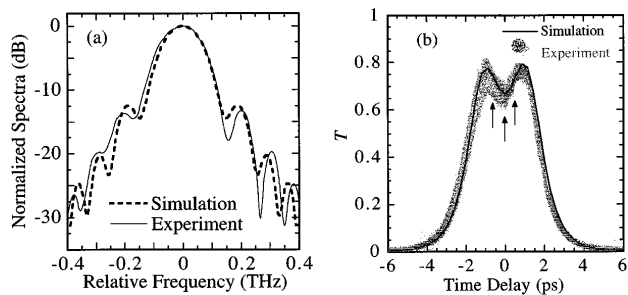 (a)
Normalized Spectra (dB)
0
-10
-20
-30
Simulation
Experiment
-0.4 -0.2 0 0.2 0.4
Relative Frequency (THz)
(b)
T
1
0.8
0.6
0.4
0.2
0
Simulation
Experiment
-6 -4 -2 0 2 4 6
Time Delay (ps)